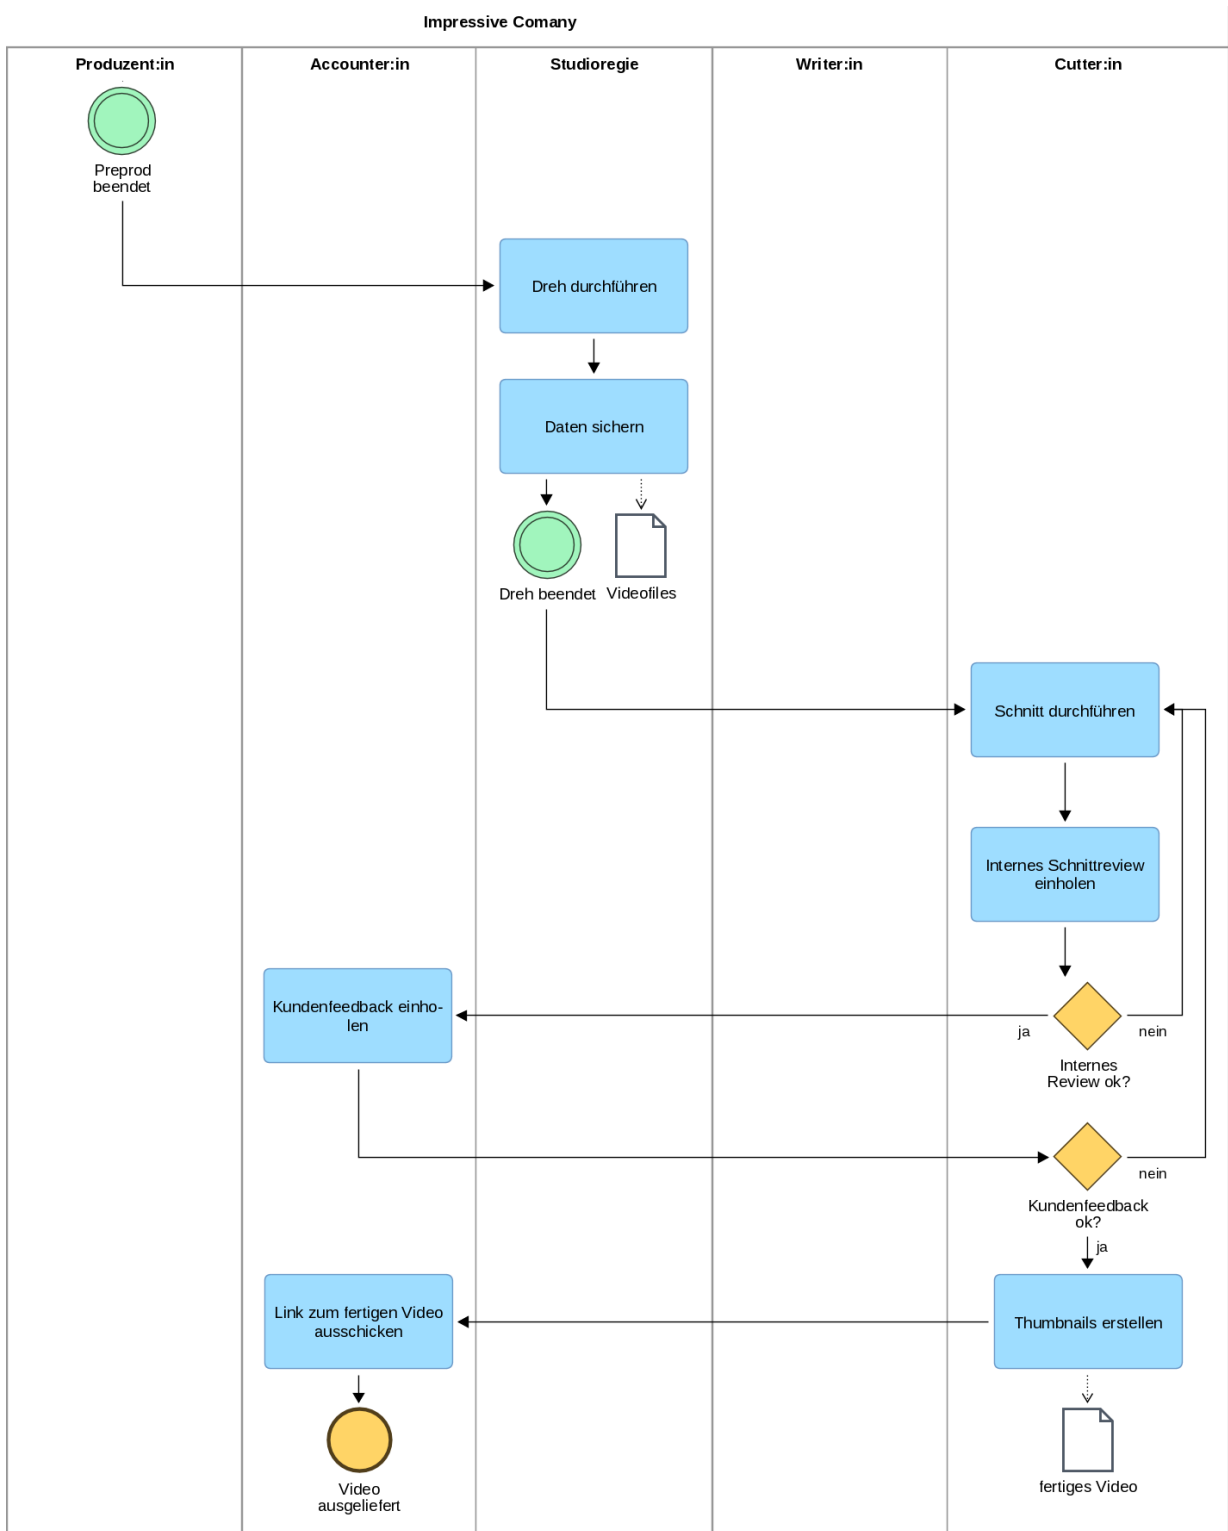 Impressive Comany
Produzent:in
Accounter:in
Studioregie
Writer:in
Cutter:in
Preprod
beendet
Dreh durchführen
Daten sichern
Dreh beendet
Videofiles
Schnitt durchführen
Internes Schnittreview
einholen
Kundenfeedback einho-
len
ja
nein
Internes
Review ok?
nein
Kundenfeedback
ok?
ja
Link zum fertigen Video
ausschicken
Thumbnails erstellen
Video
ausgeliefert
fertiges Video